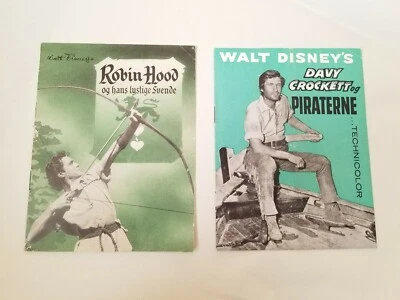 Walt Disney's
Robin Hood
og hans lystige Svende
WALT DISNEY'S
DAVY
CROCKETT og
PIRATERNE
...TECHNICOLOR